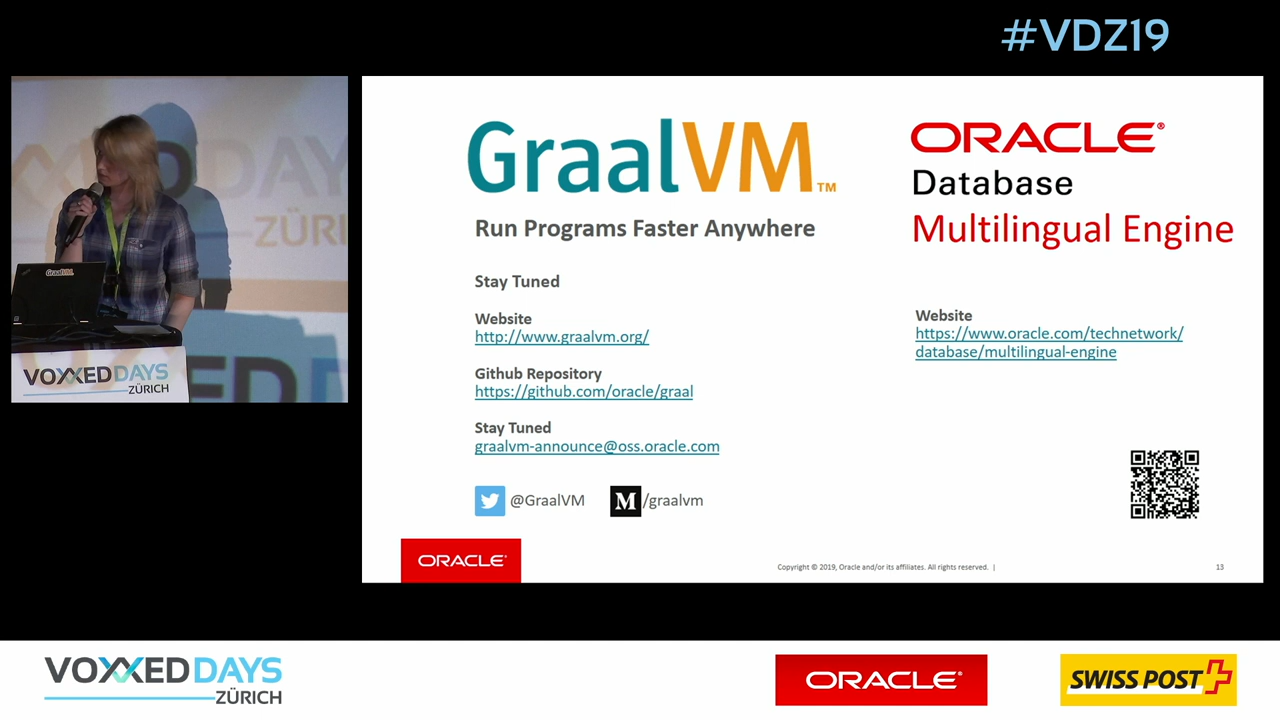 #VDZ19
DAYS
ZÜRI
GraalVM
VOXXED DAYS
ZÜRICH
GraalVM™
Run Programs Faster Anywhere
Stay Tuned
Website
http://www.graalvm.org/
Github Repository
https://github.com/oracle/graal
Stay Tuned
graalvm-announce@oss.oracle.com
@GraalVM
M /graalvm
ORACLE®
Database
Multilingual Engine
Website
https://www.oracle.com/technetwork/
database/multilingual-engine
ORACLE®
Copyright © 2019, Oracle and/or its affiliates. All rights reserved. |
13
VOXXED DAYS
ZÜRICH
ORACLE®
SWISS POST